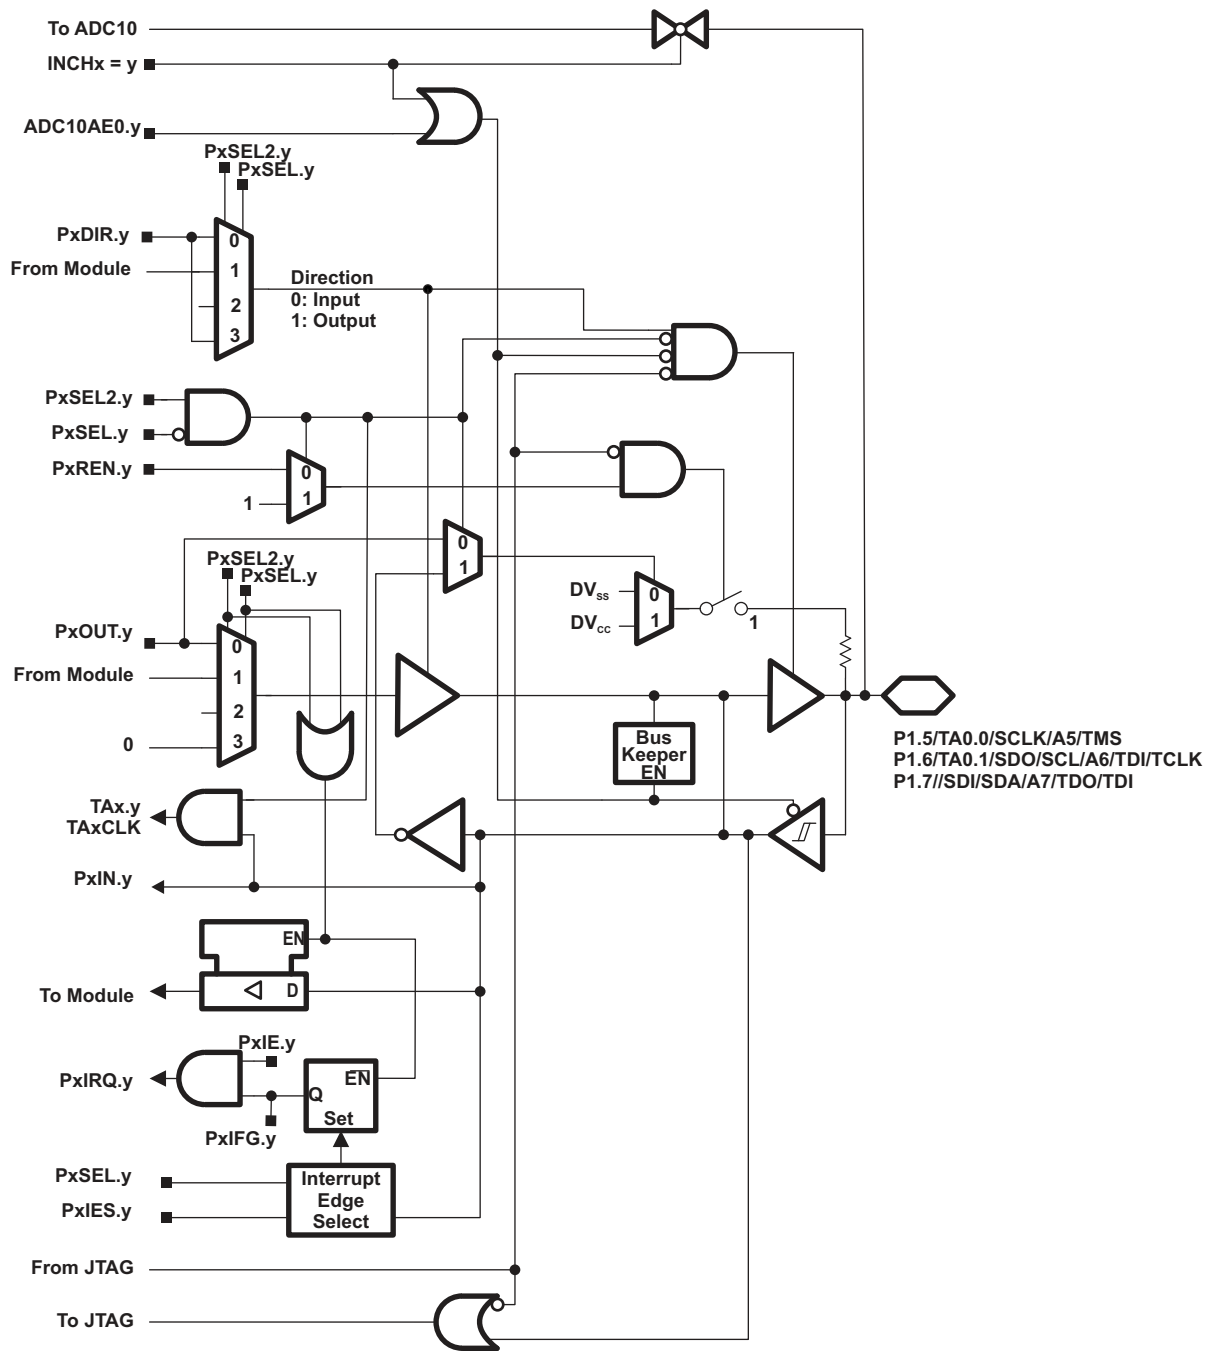 To ADC10
INCHx = y
ADC10AE0.y
PxSEL2.y
PxSEL.y
PxDIR.y
0
From Module
1
2
3
Direction
0: Input
1: Output
PxSEL2.y
PxSEL.y
PxREN.y
0
1
1
0
1
PxSEL2.y
PxSEL.y
DVSS
0
DVCC
1
1
PxOUT.y
0
From Module
1
2
0
3
Bus
Keeper
EN
P1.5/TA0.0/SCLK/A5/TMS
P1.6/TA0.1/SDO/SCL/A6/TDI/TCLK
P1.7//SDI/SDA/A7/TDO/TDI
TAx.y
TAxCLK
PxIN.y
EN
To Module
D
PxIE.y
PxIRQ.y
EN
Q
Set
PxIFG.y
PxSEL.y
PxIES.y
Interrupt
Edge
Select
From JTAG
To JTAG